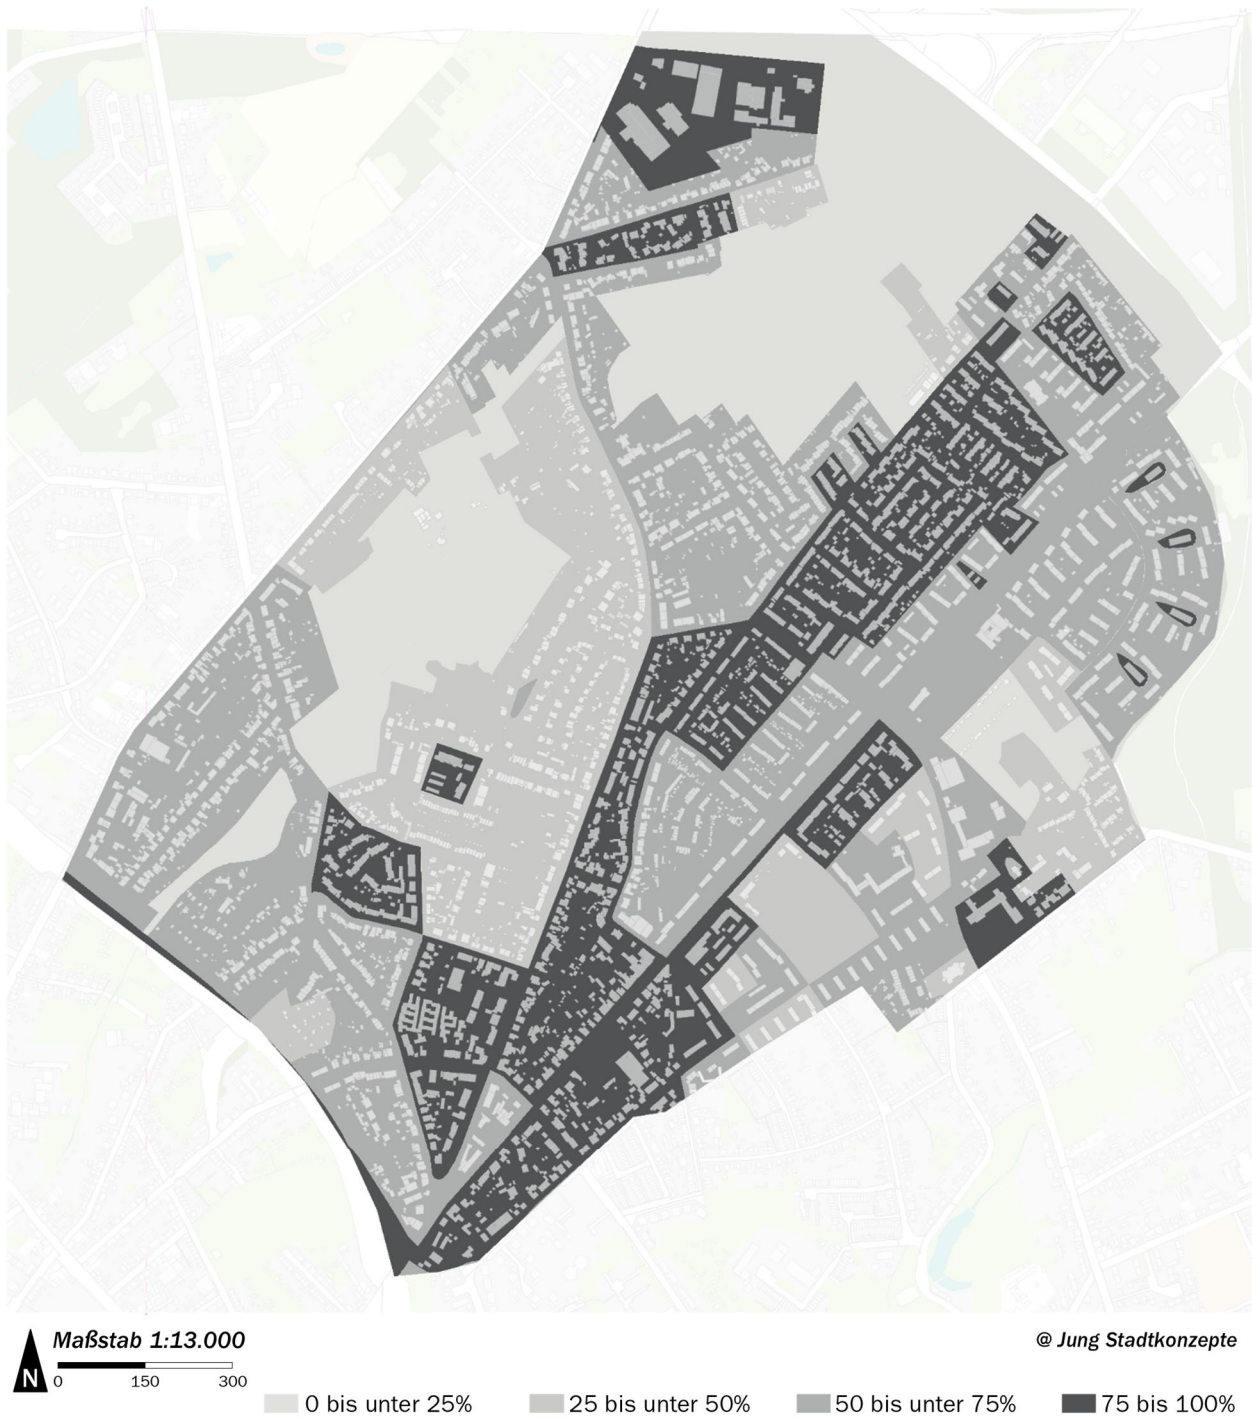 Maßstab 1:13.000
@ Jung Stadtkonzepte
N
0 150 300
0 bis unter 25% 25 bis unter 50% 50 bis unter 75% 75 bis 100%